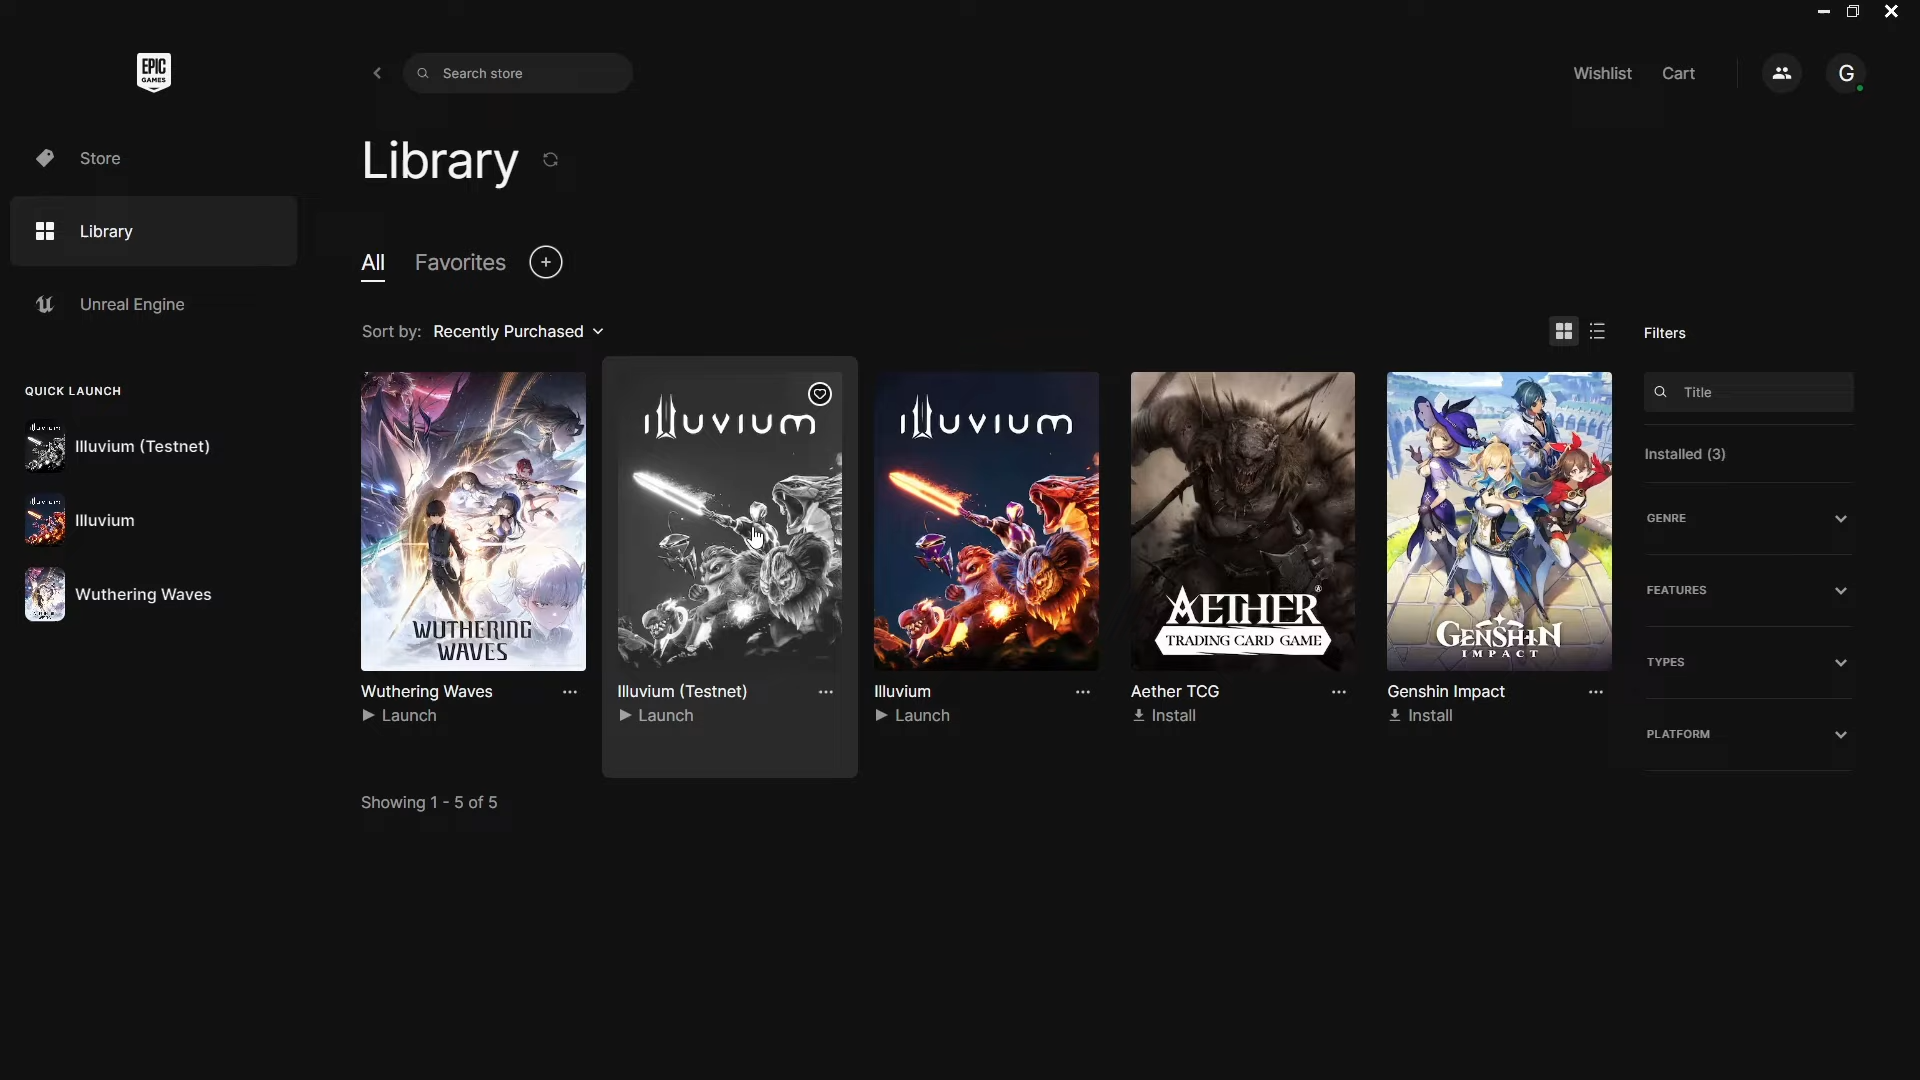 EPIC
GAMES
Search store
Wishlist
Cart
G
Store
Library
Unreal Engine
QUICK LAUNCH
Illuvium (Testnet)
Illuvium
Wuthering Waves
Library
All
Favorites
+
Sort by: Recently Purchased
WUTHERING
WAVES
Wuthering Waves
...
Launch
ILLUVIUM
Illuvium (Testnet)
...
Launch
ILLUVIUM
Illuvium
...
Launch
AETHER®
TRADING CARD GAME
Aether TCG
...
Install
GENSHIN
IMPACT
Genshin Impact
...
Install
Showing 1 - 5 of 5
Filters
Title
Installed (3)
GENRE
FEATURES
TYPES
PLATFORM